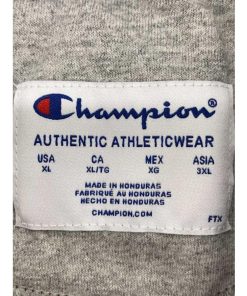 Champion®
AUTHENTIC ATHLETICWEAR
USA CA MEX ASIA
XL XL/TG XG 3XL
MADE IN HONDURAS
FABRIQUÉ AU HONDURAS
HECHO EN HONDURAS
CHAMPION.COM
FTX